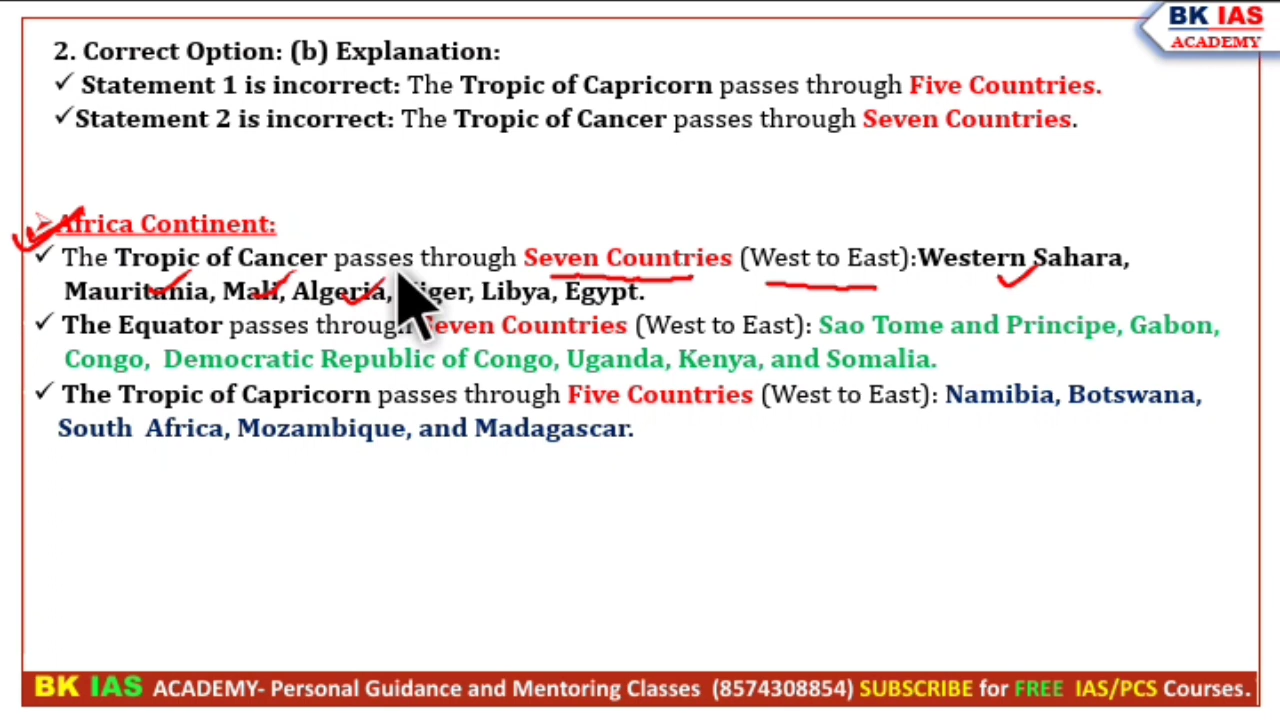 BK IAS
ACADEMY
2. Correct Option: (b) Explanation:
✓ Statement 1 is incorrect: The Tropic of Capricorn passes through Five Countries.
✓Statement 2 is incorrect: The Tropic of Cancer passes through Seven Countries.
➢ Africa Continent:
✓ The Tropic of Cancer passes through Seven Countries (West to East):Western Sahara,
Mauritania, Mali, Algeria, Niger, Libya, Egypt.
✓ The Equator passes through Seven Countries (West to East): Sao Tome and Principe, Gabon,
Congo, Democratic Republic of Congo, Uganda, Kenya, and Somalia.
✓ The Tropic of Capricorn passes through Five Countries (West to East): Namibia, Botswana,
South Africa, Mozambique, and Madagascar.
BK IAS ACADEMY- Personal Guidance and Mentoring Classes (8574308854) SUBSCRIBE for FREE IAS/PCS Courses.